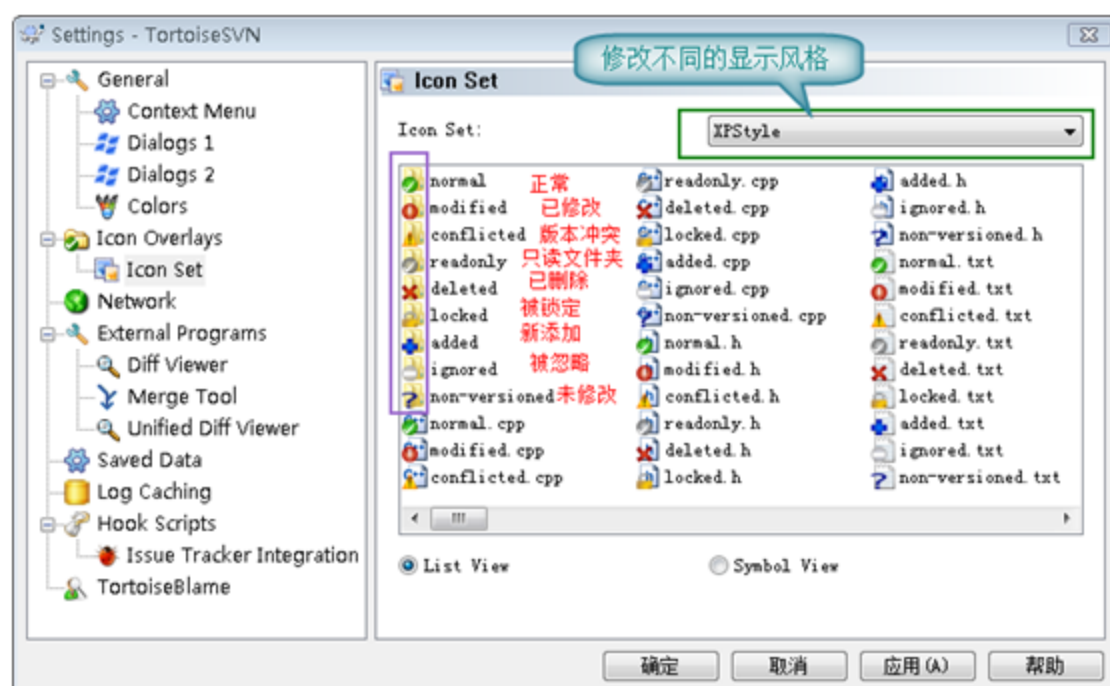 Settings - TortoiseSVN
修改不同的显示风格
General
Context Menu
Dialogs 1
Dialogs 2
Colors
Icon Overlays
Icon Set
Network
External Programs
Diff Viewer
Merge Tool
Unified Diff Viewer
Saved Data
Log Caching
Hook Scripts
Issue Tracker Integration
TortoiseBlame
Icon Set
Icon Set: XPStyle
normal 正常 readonly.cpp added.h
modified 已修改 deleted.cpp ignored.h
conflicted 版本冲突 locked.cpp non-versioned.h
readonly 只读文件夹 added.cpp normal.txt
deleted 已删除 ignored.cpp modified.txt
locked 被锁定 non-versioned.cpp conflicted.txt
added 新添加 normal.h readonly.txt
ignored 被忽略 modified.h deleted.txt
non-versioned 未修改 conflicted.h locked.txt
normal.cpp readonly.h added.txt
modified.cpp deleted.h ignored.txt
conflicted.cpp locked.h non-versioned.txt
List View Symbol View
确定 取消 应用(A) 帮助